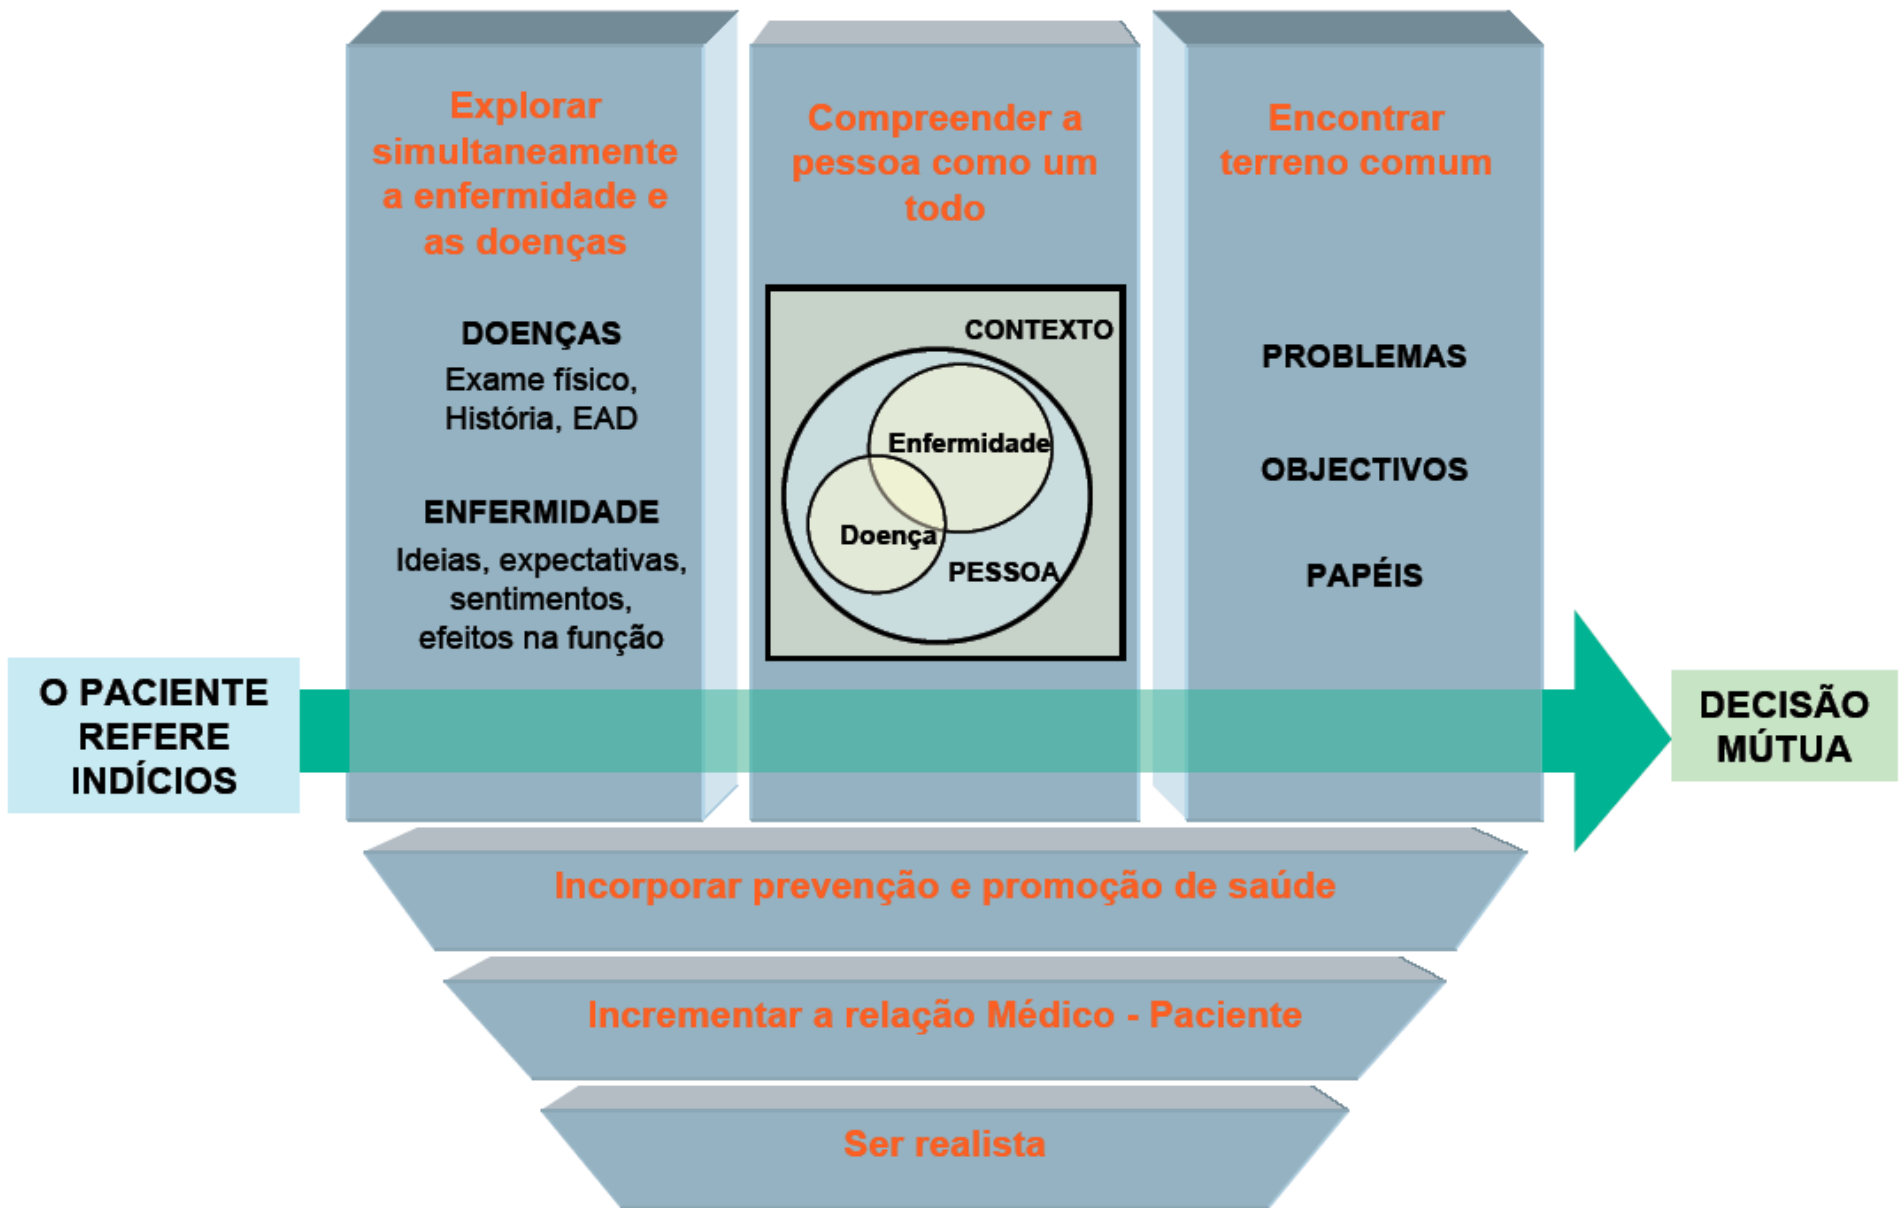 Explorar
simultaneamente
a enfermidade e
as doenças
DOENÇAS
Exame físico,
História, EAD
ENFERMIDADE
Ideias, expectativas,
sentimentos,
efeitos na função
Compreender a
pessoa como um
todo
CONTEXTO
Enfermidade
Doença
PESSOA
Encontrar
terreno comum
PROBLEMAS
OBJECTIVOS
PAPÉIS
O PACIENTE
REFERE
INDÍCIOS
DECISÃO
MÚTUA
Incorporar prevenção e promoção de saúde
Incrementar a relação Médico - Paciente
Ser realista